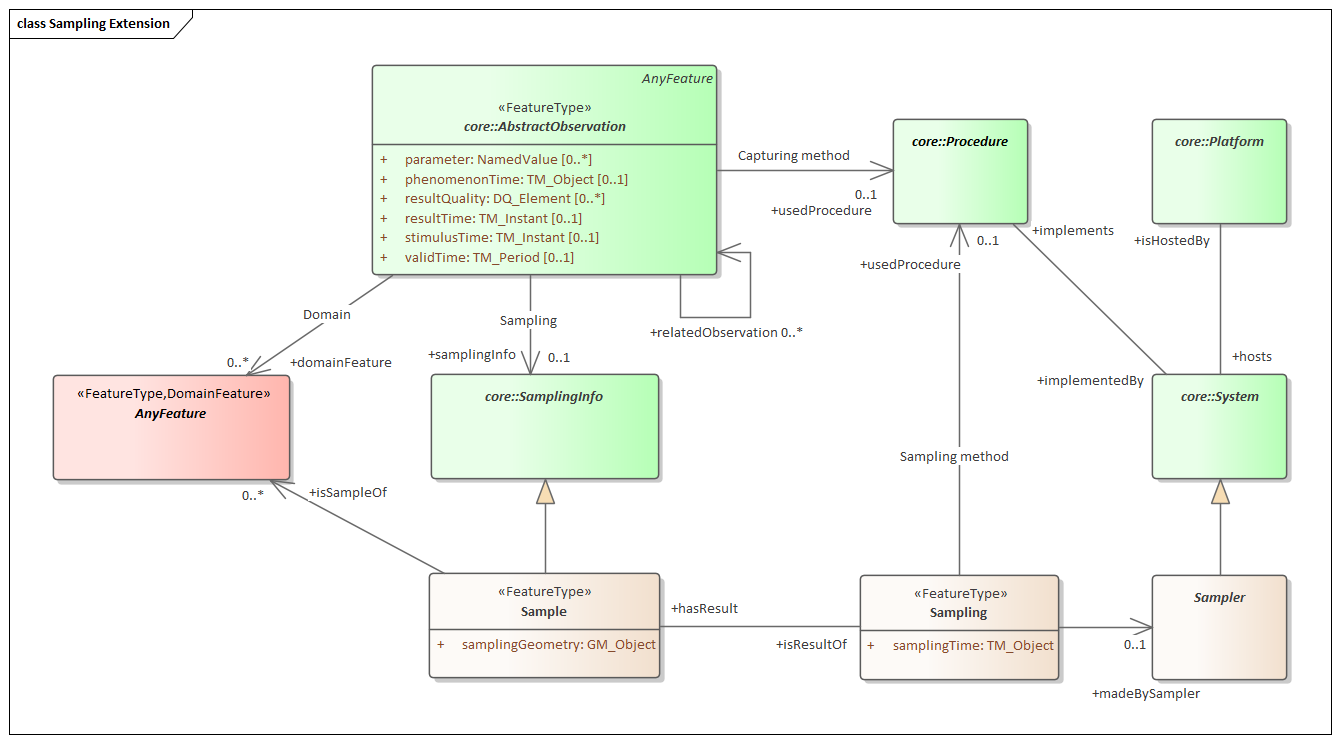 class Sampling Extension
AnyFeature
«FeatureType»
core::AbstractObservation
+ parameter: NamedValue [0..*]
+ phenomenonTime: TM_Object [0..1]
+ resultQuality: DQ_Element [0..*]
+ resultTime: TM_Instant [0..1]
+ stimulusTime: TM_Instant [0..1]
+ validTime: TM_Period [0..1]
Capturing method
0..1
+usedProcedure
core::Procedure
core::Platform
+implements
+isHostedBy
0..1
+usedProcedure
Domain
Sampling
+relatedObservation 0..*
0..*
+domainFeature
+samplingInfo
0..1
+hosts
+implementedBy
«FeatureType,DomainFeature»
AnyFeature
core::SamplingInfo
core::System
Sampling method
0..*
+isSampleOf
«FeatureType»
Sample
+ samplingGeometry: GM_Object
+hasResult
+isResultOf
«FeatureType»
Sampling
+ samplingTime: TM_Object
0..1
+madeBySampler
Sampler